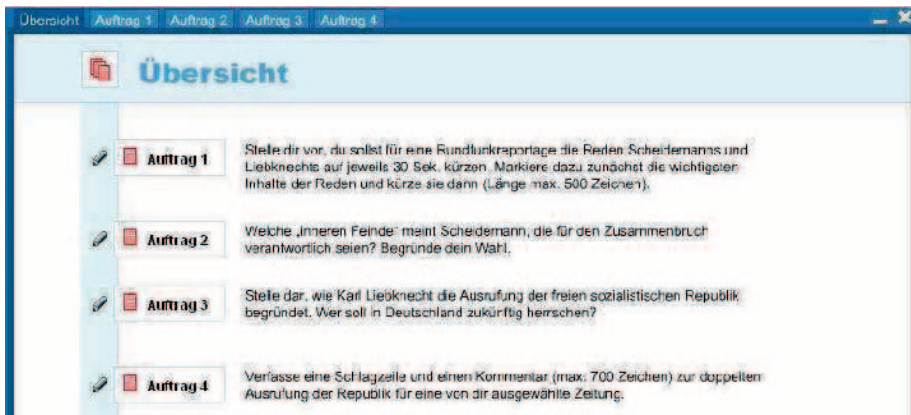 Übersicht Auftrag 1 Auftrag 2 Auftrag 3 Auftrag 4
Übersicht
Auftrag 1
Stelle dir vor, du sollst für eine Rundfunkreportage die Reden Scheidemanns und
Liebknechts auf jeweils 30 Sek. kürzen. Markiere dazu zunächst die wichtigsten
Inhalte der Reden und kürze sie dann (Länge max. 500 Zeichen).
Auftrag 2
Welche „Inneren Feinde" meint Scheidemann, die für den Zusammenbruch
verantwortlich seien? Begründe dein Wahl.
Auftrag 3
Stelle dar, wie Karl Liebknecht die Ausrufung der freien sozialistischen Republik
begründet. Wer soll in Deutschland zukünftig herrschen?
Auftrag 4
Verfasse eine Schlagzeile und einen Kommentar (max. 700 Zeichen) zur doppelten
Ausrufung der Republik für eine von dir ausgewählte Zeitung.